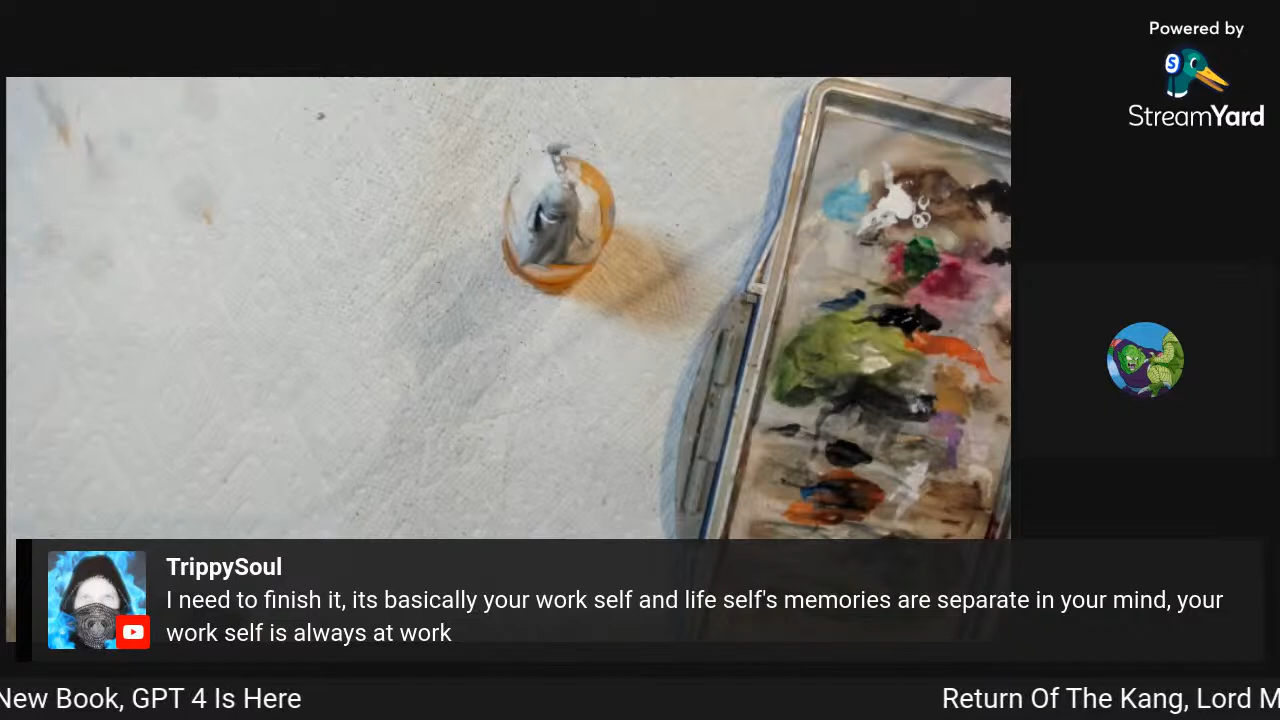 Powered by
StreamYard
TrippySoul
I need to finish it, its basically your work self and life self's memories are separate in your mind, your
work self is always at work
New Book, GPT 4 Is Here
Return Of The Kang, Lord M